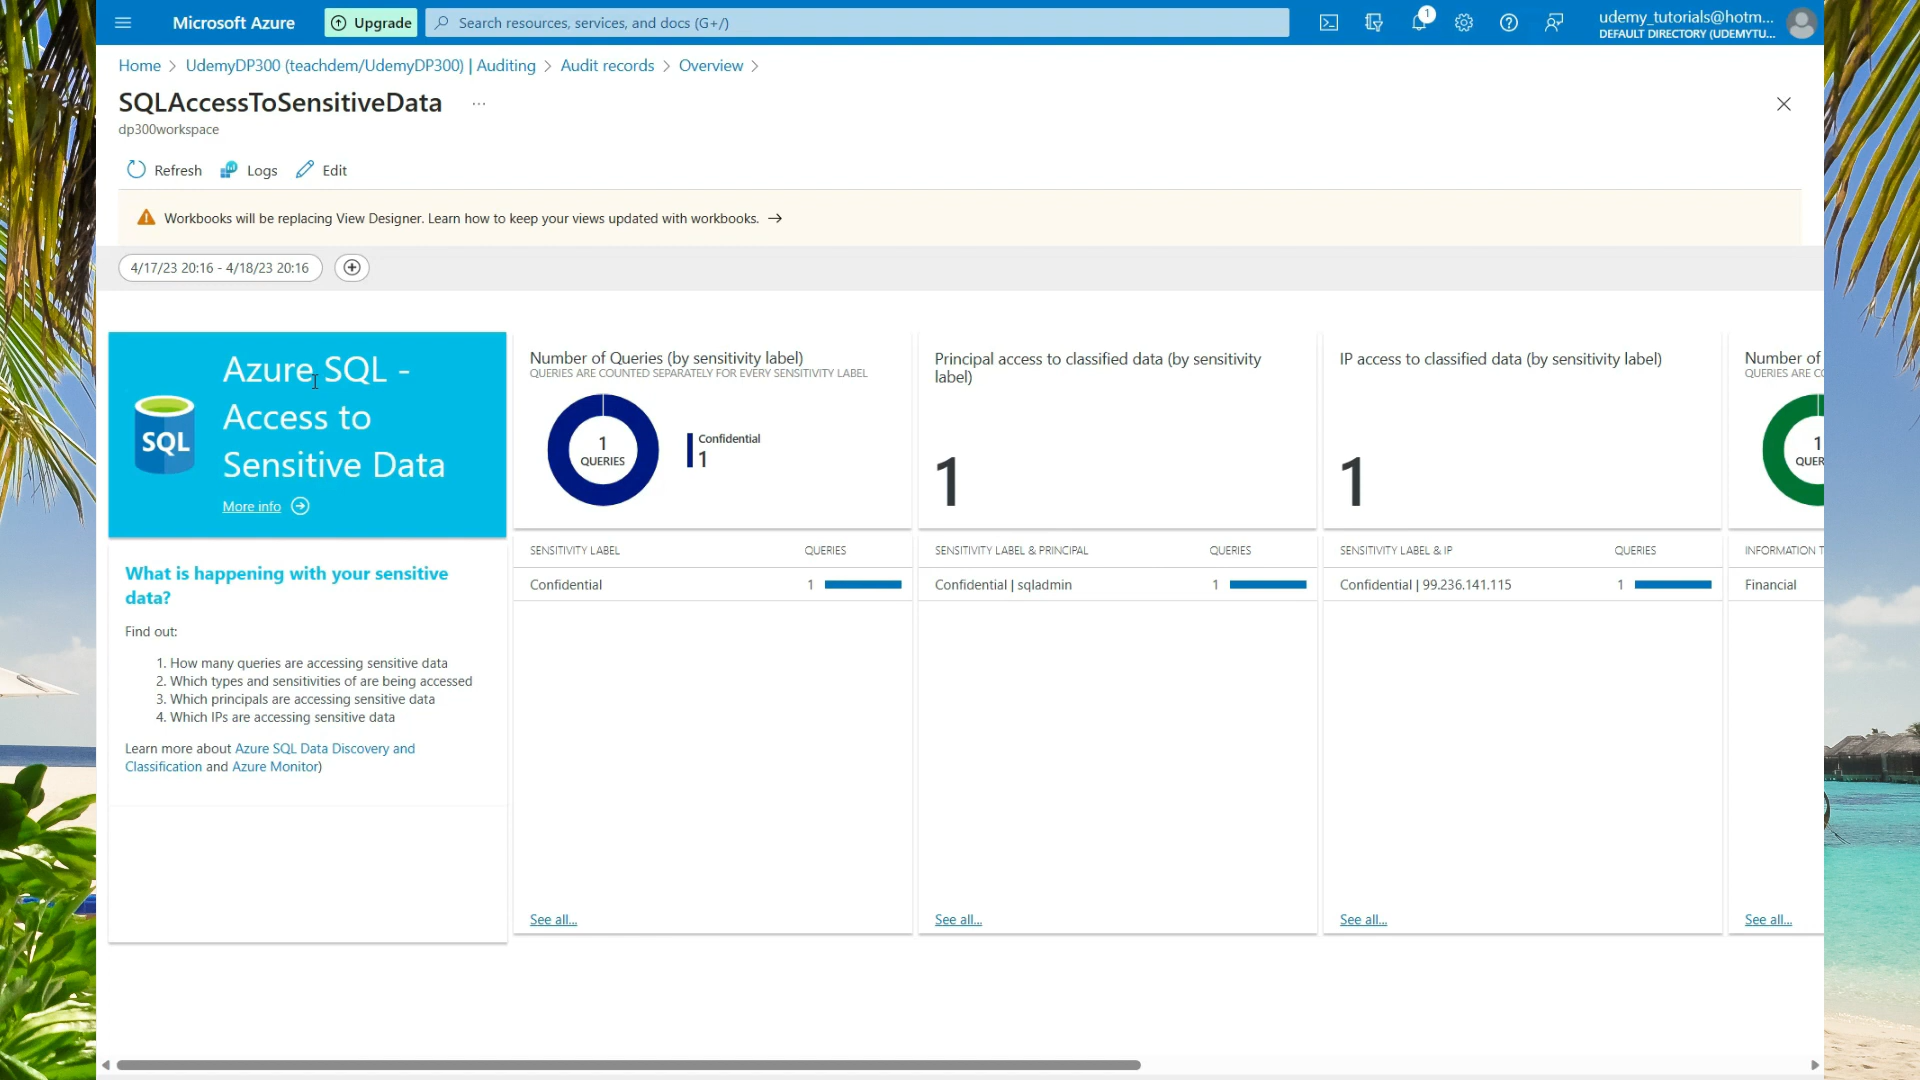 Microsoft Azure
Upgrade
Search resources, services, and docs (G+/)
1
udemy_tutorials@hotm...
DEFAULT DIRECTORY (UDEMYTU...
Home > UdemyDP300 (teachdem/UdemyDP300) | Auditing > Audit records > Overview >
SQLAccessToSensitiveData ...
dp300workspace
Refresh Logs Edit
Workbooks will be replacing View Designer. Learn how to keep your views updated with workbooks. →
4/17/23 20:16 - 4/18/23 20:16
SQL
Azure SQL -
Access to
Sensitive Data
More info
What is happening with your sensitive
data?
Find out:
1. How many queries are accessing sensitive data
2. Which types and sensitivities of are being accessed
3. Which principals are accessing sensitive data
4. Which IPs are accessing sensitive data
Learn more about Azure SQL Data Discovery and
Classification and Azure Monitor)
Number of Queries (by sensitivity label)
QUERIES ARE COUNTED SEPARATELY FOR EVERY SENSITIVITY LABEL
1
QUERIES
Confidential
1
SENSITIVITY LABEL QUERIES
Confidential 1
See all...
Principal access to classified data (by sensitivity
label)
1
SENSITIVITY LABEL & PRINCIPAL QUERIES
Confidential | sqladmin 1
See all...
IP access to classified data (by sensitivity label)
1
SENSITIVITY LABEL & IP QUERIES
Confidential | 99.236.141.115 1
See all...
Number of
QUERIES ARE CO
1
QUER
INFORMATION T
Financial
See all...